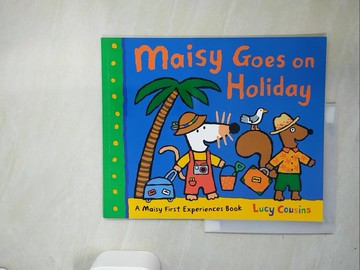 Maisy Goes on
Holiday
A Maisy First Experiences Book
Lucy Cousins